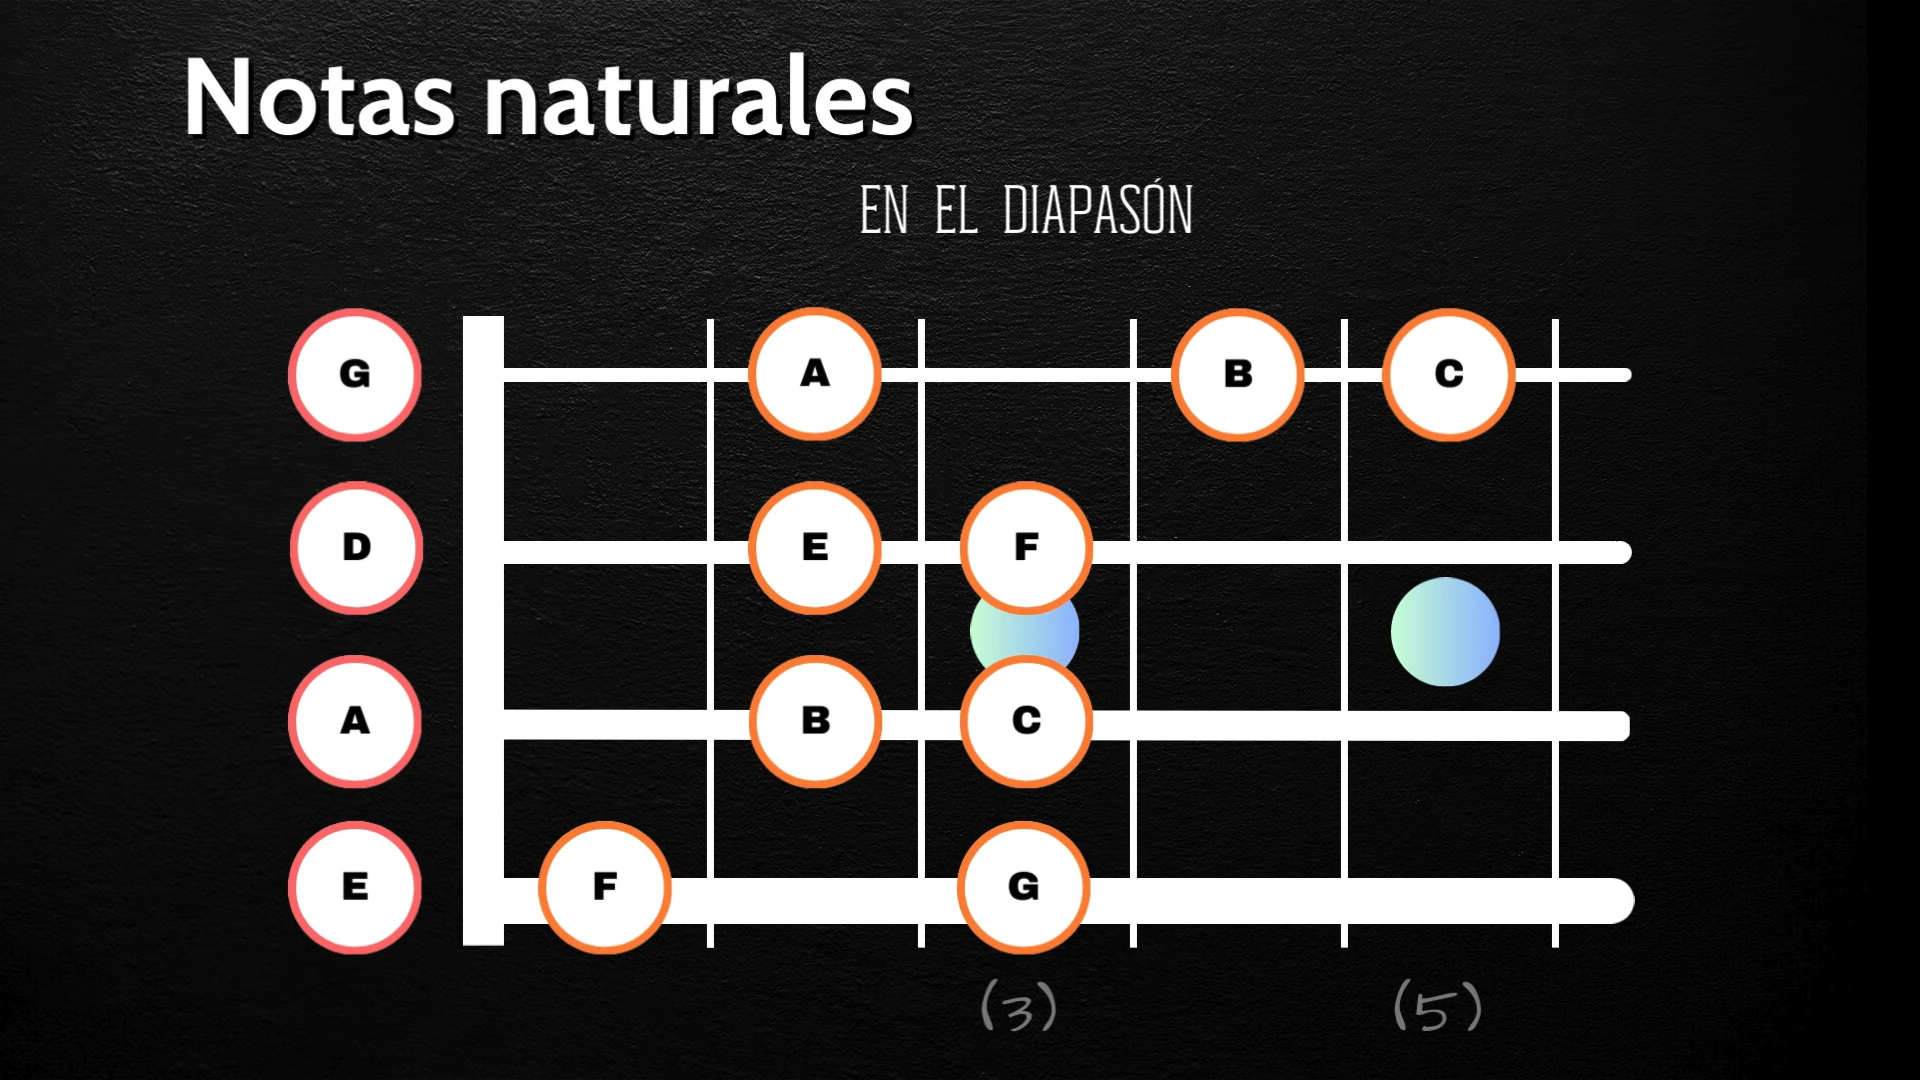 Notas naturales
EN EL DIAPASÓN
G A B C
D E F
A B C
E F G
(3) (5)